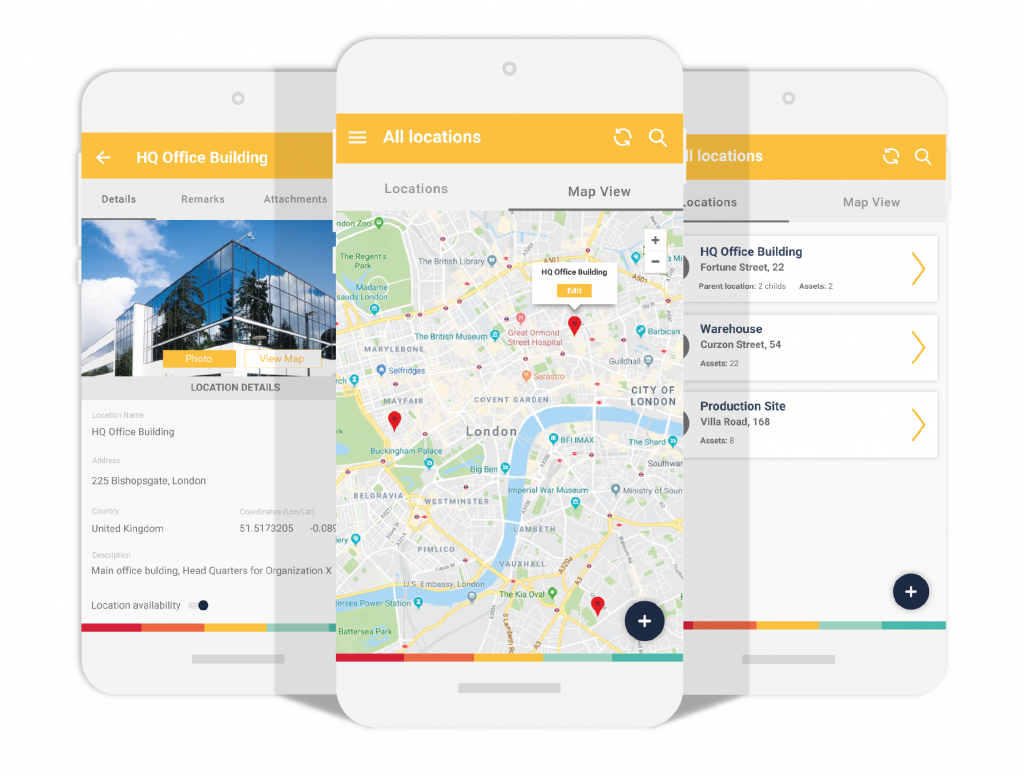 HQ Office Building
Details
Remarks
Attachments
Photo
View Map
LOCATION DETAILS
Location Name
HQ Office Building
Address
225 Bishopsgate, London
Country
Coordinates (Lon/Lat)
United Kingdom
51.5173205
-0.089
Description
Main office bulding, Head Quarters for Organization X
Location availability
All locations
Locations
Map View
ndon Zoo
A501
The Regent's
Park
The British Library
A501
+
−
HQ Office Building
Edit
Madame
sauds London
Great Ormond
Street Hospital
The British Museum
Barbican
MARYLEBONE
Guildhall
Selfridges
Sarastro
MAYFAIR
COVENT GARDEN
CITY OF
LONDON
London
BFI IMAX
The Shard
Buckingham Palace
Big Ben
Southwar
Imperial War Museum
Ministry of Soun
BELGRAVIA
WESTMINSTER
LAMBETH
PIMLICO
VAUXHALL
A3
U.S. Embassy, London
The Kia Oval
tersea Power Station
Battersea Park
+
ll locations
ocations
Map View
HQ Office Building
Fortune Street, 22
Parent location: 2 childs Assets: 2
Warehouse
Curzon Street, 54
Assets: 22
Production Site
Villa Road, 168
Assets: 8
+